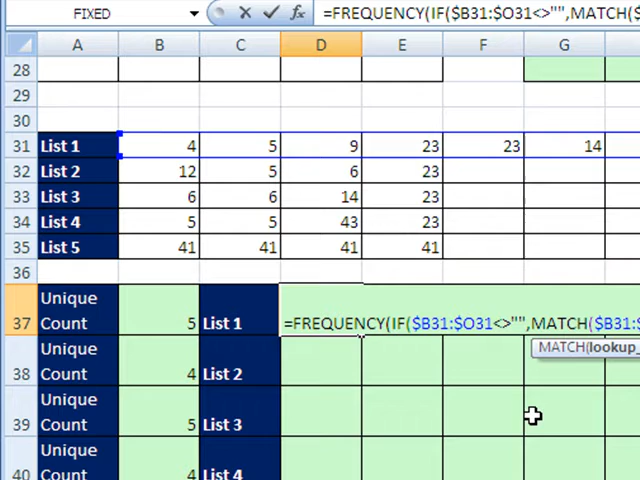 FIXED =FREQUENCY(IF($B31:$O31<>"",MATCH($
A B C D E F G
28
29
30
31 List 1 4 5 9 23 23 14
32 List 2 12 5 6 23
33 List 3 6 6 14 23
34 List 4 5 5 43 23
35 List 5 41 41 41 41
36
37 Unique Count 5 List 1 =FREQUENCY(IF($B31:$O31<>"",MATCH($B31:$
MATCH(lookup_
38 Unique Count 4 List 2
39 Unique Count 5 List 3
40 Unique Count 4 List 4